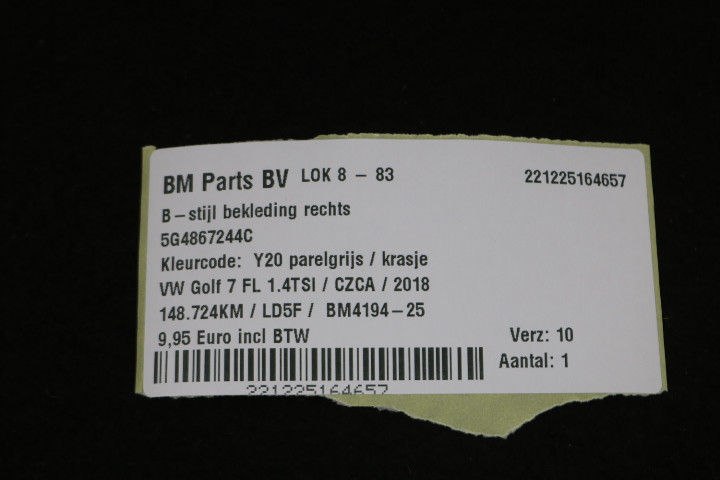 BM Parts BV LOK 8 – 83 221225164657
B–stijl bekleding rechts
5G4867244C
Kleurcode: Y20 parelgrijs / krasje
VW Golf 7 FL 1.4TSI / CZCA / 2018
148.724KM / LD5F / BM4194–25
9,95 Euro incl BTW Verz: 10
Aantal: 1
221225164657